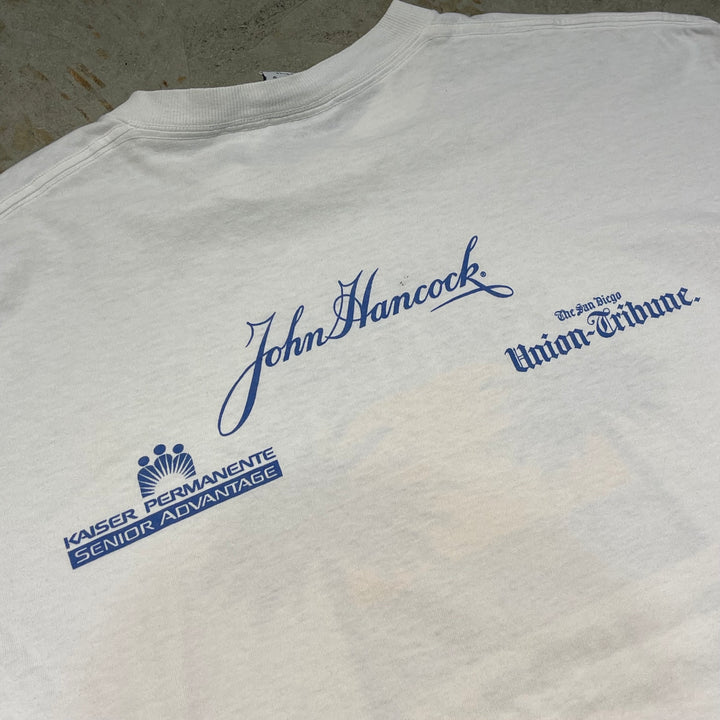 John Hancock®
The San Diego
Union-Tribune.
KAISER PERMANENTE
SENIOR ADVANTAGE